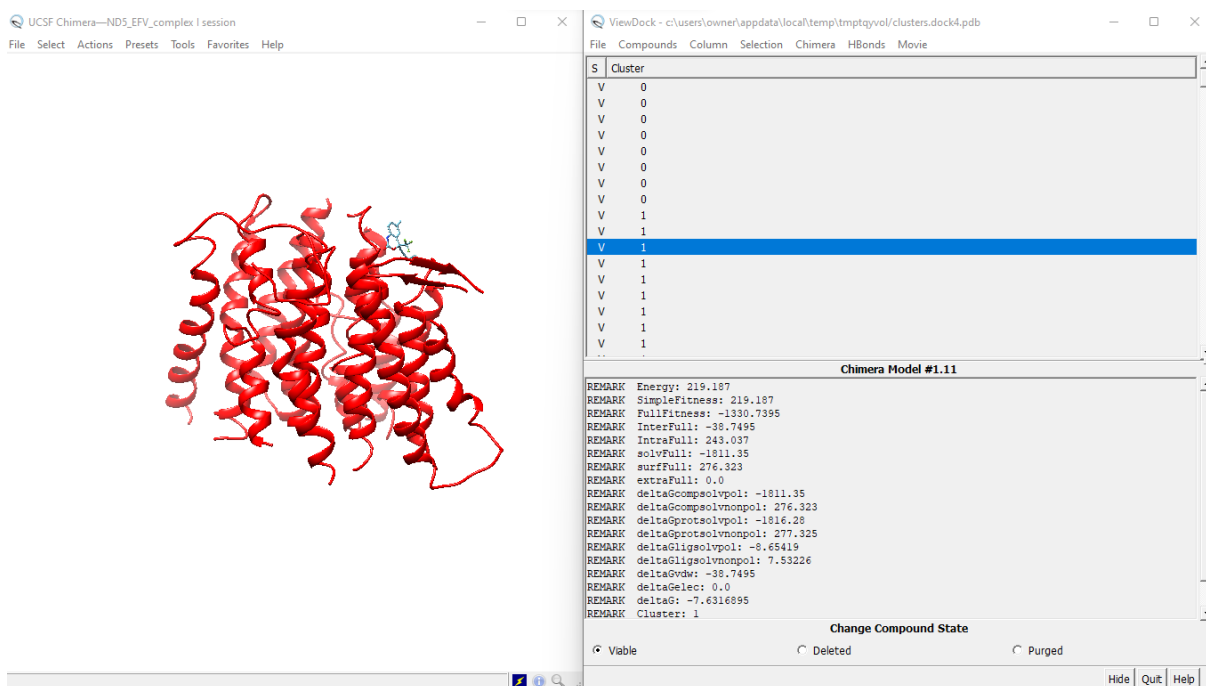 UCSF Chimera—ND5_EFV_complex I session
File Select Actions Presets Tools Favorites Help
ViewDock - c:\users\owner\appdata\local\temp\tmptqyvol/clusters.dock4.pdb
File Compounds Column Selection Chimera HBonds Movie
S Cluster
V 0
V 0
V 0
V 0
V 0
V 0
V 0
V 0
V 1
V 1
V 1
V 1
V 1
V 1
V 1
V 1
V 1
Chimera Model #1.11
REMARK Energy: 219.187
REMARK SimpleFitness: 219.187
REMARK FullFitness: -1330.7395
REMARK InterFull: -38.7495
REMARK IntraFull: 243.037
REMARK solvFull: -1811.35
REMARK surfFull: 276.323
REMARK extraFull: 0.0
REMARK deltaGcompsolvpol: -1811.35
REMARK deltaGcompsolvnonpol: 276.323
REMARK deltaGprotsolvpol: -1816.28
REMARK deltaGprotsolvnonpol: 277.325
REMARK deltaGligsolvpol: -8.65419
REMARK deltaGligsolvnonpol: 7.53226
REMARK deltaGvdw: -38.7495
REMARK deltaGelec: 0.0
REMARK deltaG: -7.6316895
REMARK Cluster: 1
Change Compound State
Viable Deleted Purged
Hide Quit Help